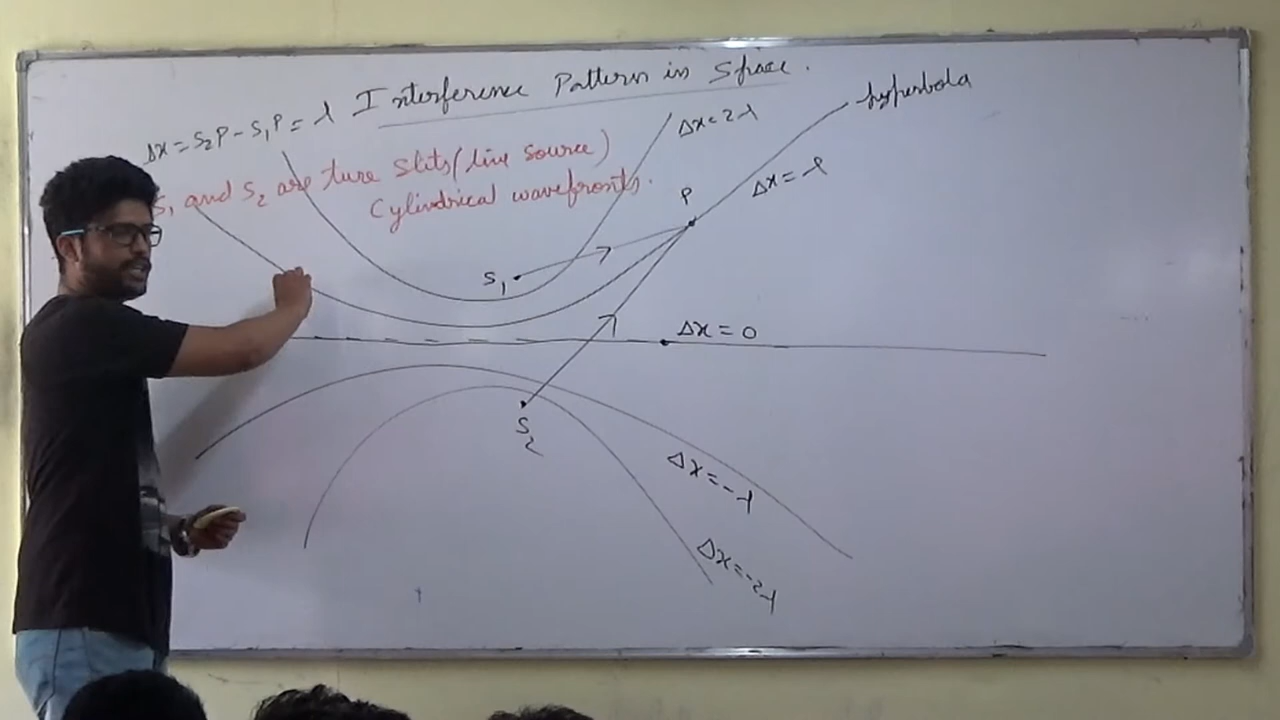 Interference Pattern in Space.
Δx = S₂P - S₁P = λ
S₁ and S₂ are ture Slits (line source)
Cylindrical wavefronts.
Δx = 2λ
hyperbola
Δx = λ
P
S₁
Δx = 0
S₂
Δx = -λ
Δx = -2λ